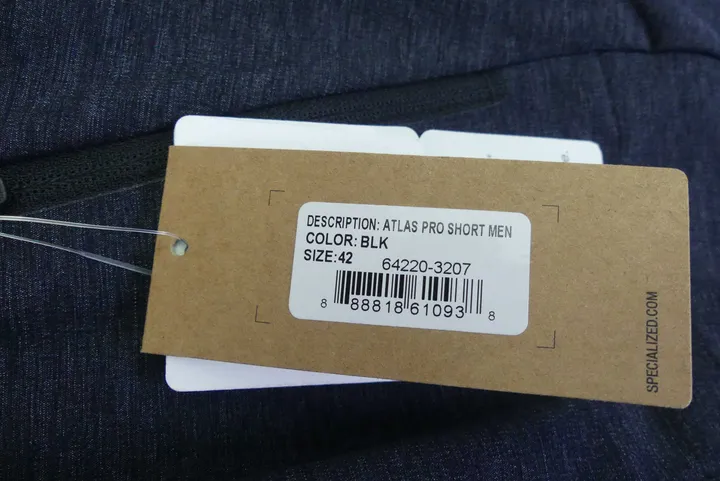 DESCRIPTION: ATLAS PRO SHORT MEN
COLOR: BLK
SIZE: 42 64220-3207
8 88818 61093 8
SPECIALIZED.COM